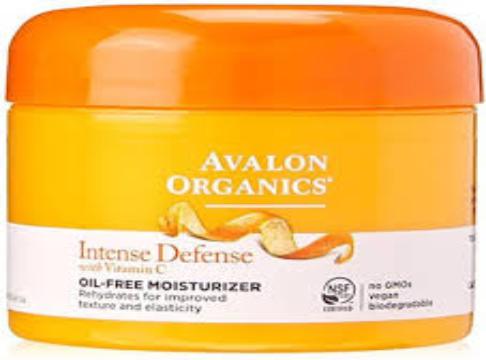 AVALON
ORGANICS®
Intense Defense
with Vitamin C
OIL-FREE MOISTURIZER
Rehydrates for improved
texture and elasticity
NSF
CERTIFIED
no GMOs
vegan
biodegradable